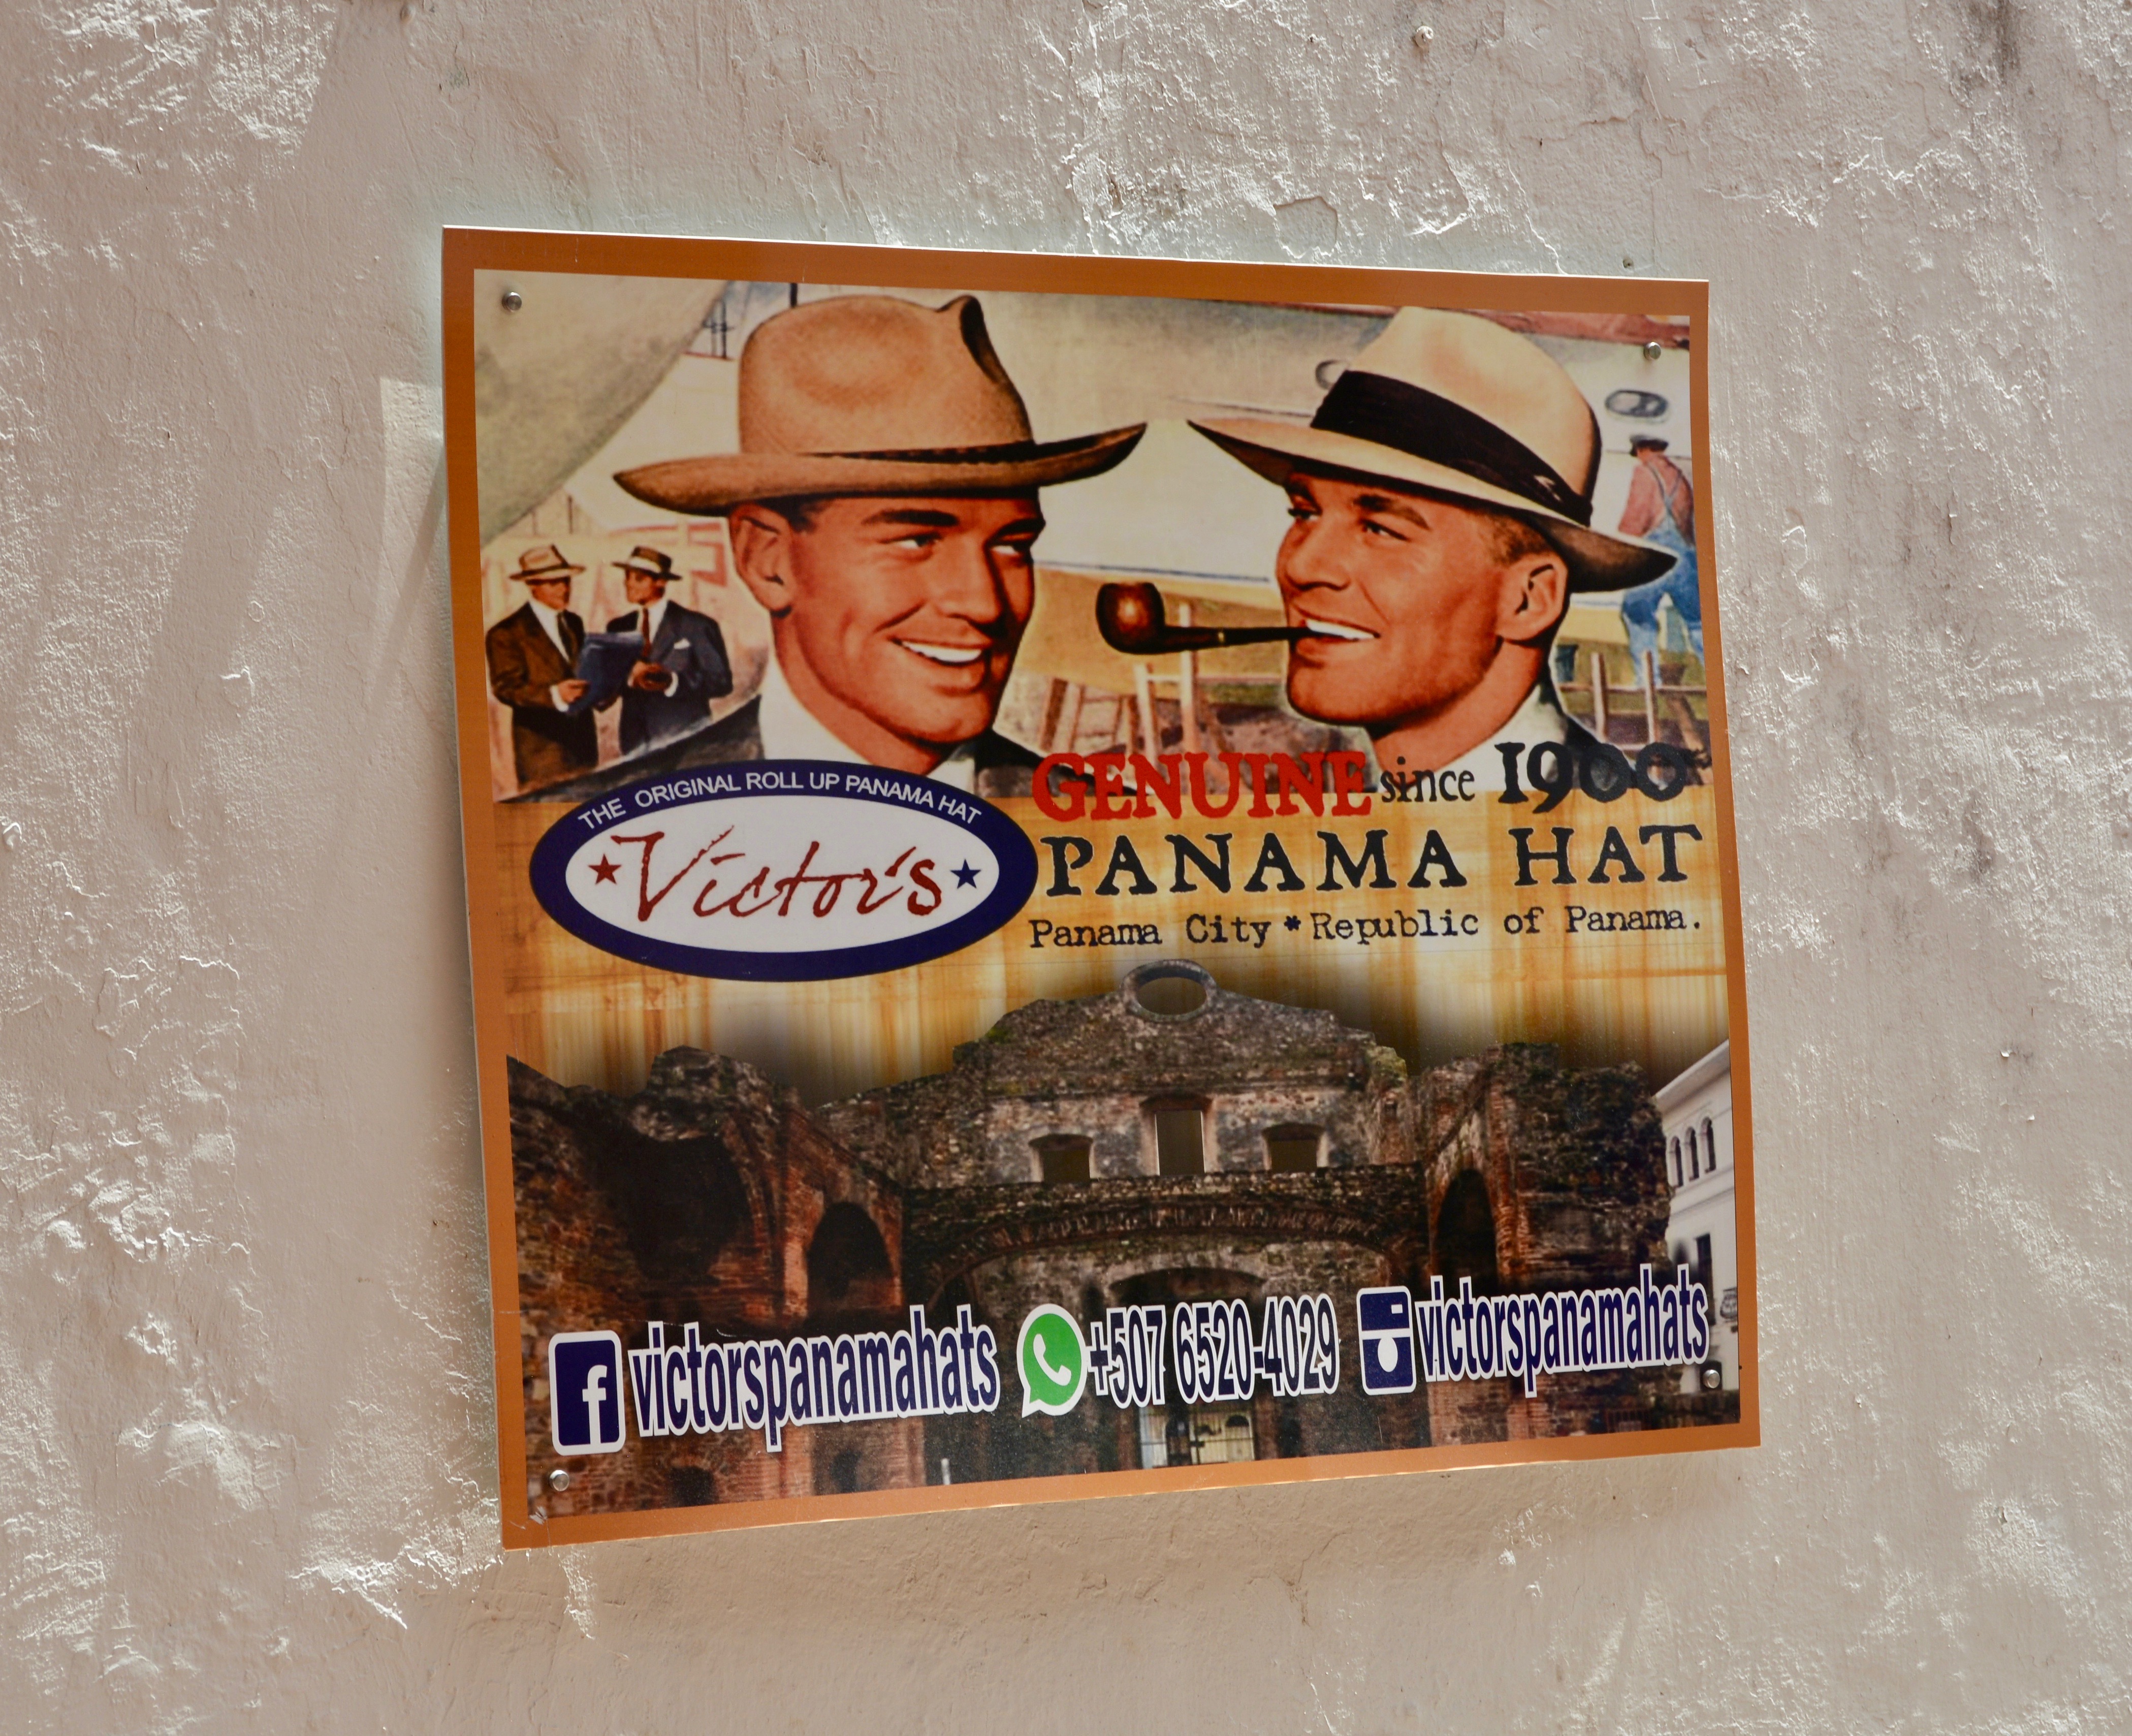 THE ORIGINAL ROLL UP PANAMA HAT
Victor's
GENUINE since 1900
PANAMA HAT
Panama City * Republic of Panama.
victorspanamahats
+507 6520-4029
victorspanamahats